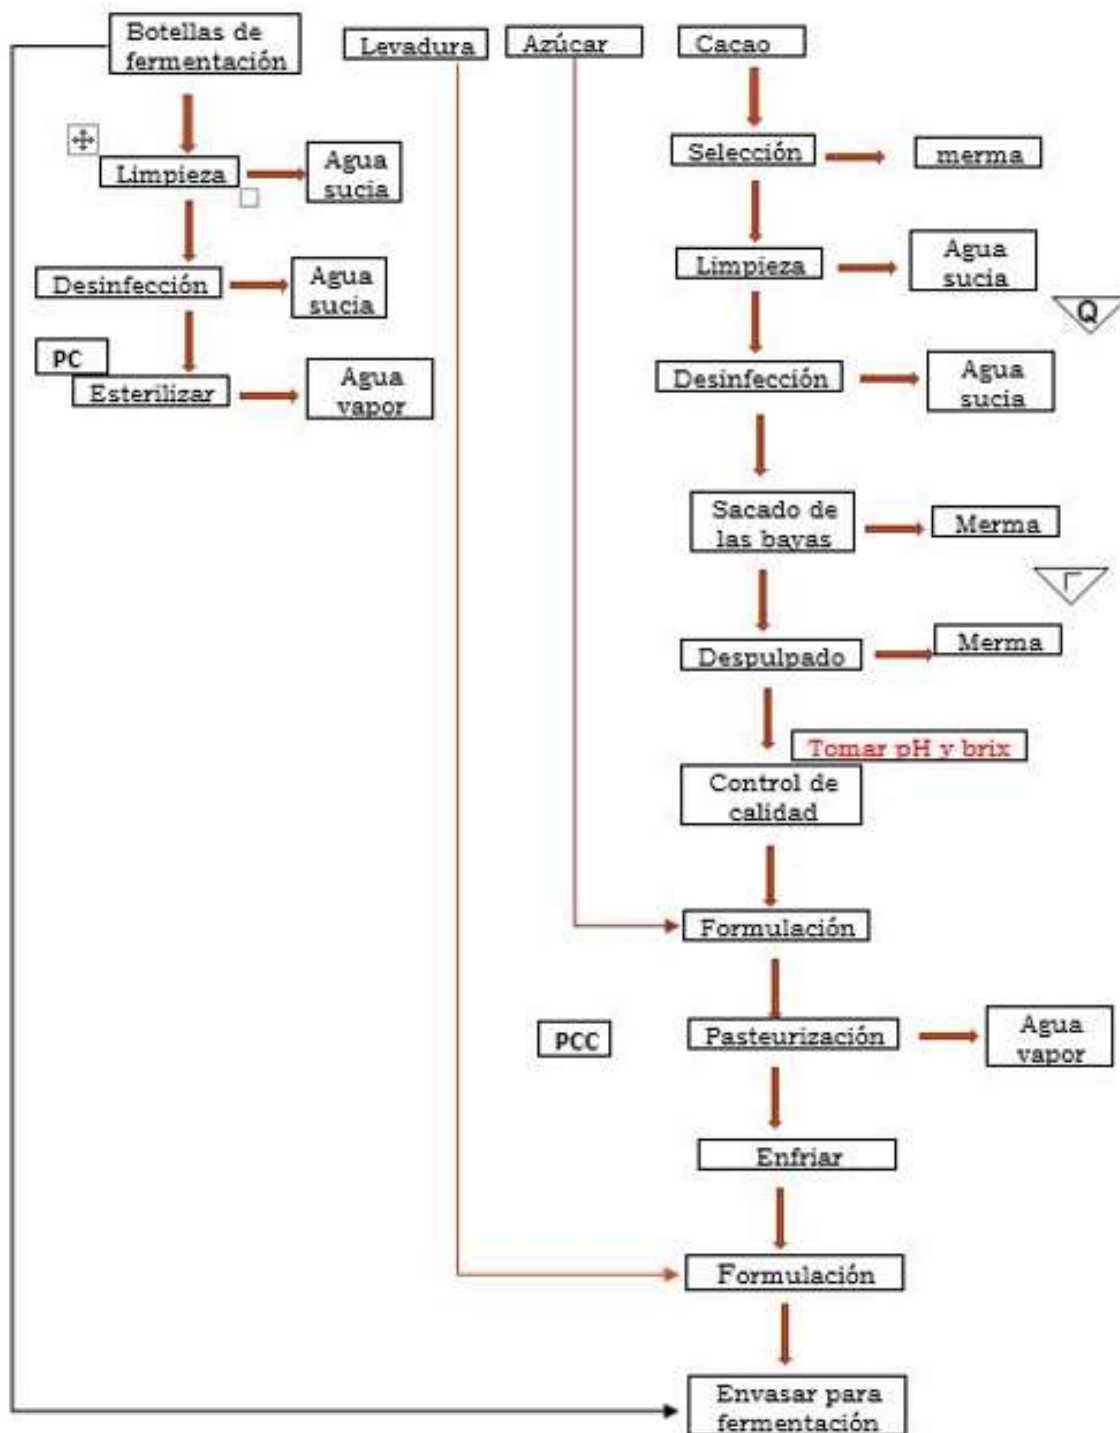 Botellas de
fermentación
Levadura
Azúcar
Cacao
Limpieza
Agua
sucia
Desinfección
Agua
sucia
PC
Esterilizar
Agua
vapor
Selección
merma
Limpieza
Agua
sucia
Q
Desinfección
Agua
sucia
Sacado de
las bayas
Merma
Despulpado
Merma
Tomar pH y brix
Control de
calidad
Formulación
PCC
Pasteurización
Agua
vapor
Enfriar
Formulación
Envasar para
fermentación